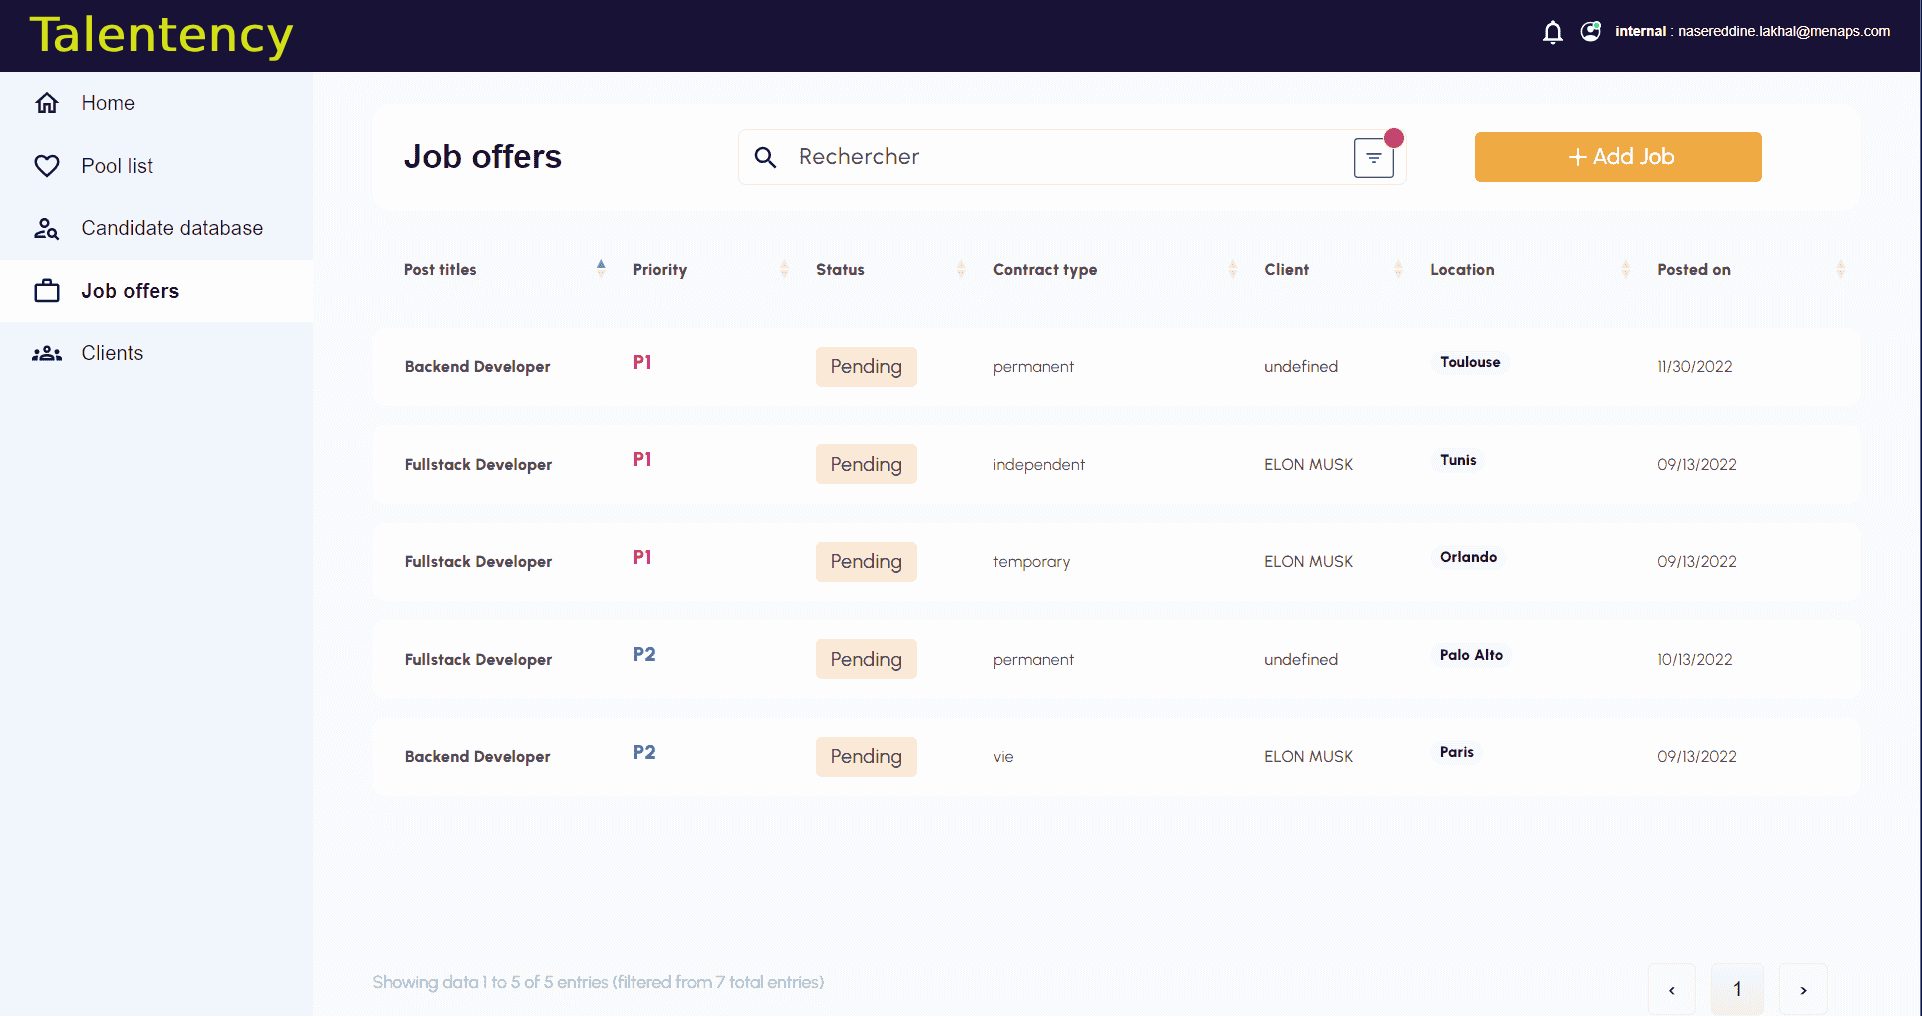 Talentency
internal : nasereddine.lakhal@menaps.com
Home
Pool list
Candidate database
Job offers
Clients
Job offers
Rechercher
+ Add Job
Post titles Priority Status Contract type Client Location Posted on
Backend Developer P1 Pending permanent undefined Toulouse 11/30/2022
Fullstack Developer P1 Pending independent ELON MUSK Tunis 09/13/2022
Fullstack Developer P1 Pending temporary ELON MUSK Orlando 09/13/2022
Fullstack Developer P2 Pending permanent undefined Palo Alto 10/13/2022
Backend Developer P2 Pending vie ELON MUSK Paris 09/13/2022
Showing data 1 to 5 of 5 entries (filtered from 7 total entries)
‹ 1 ›